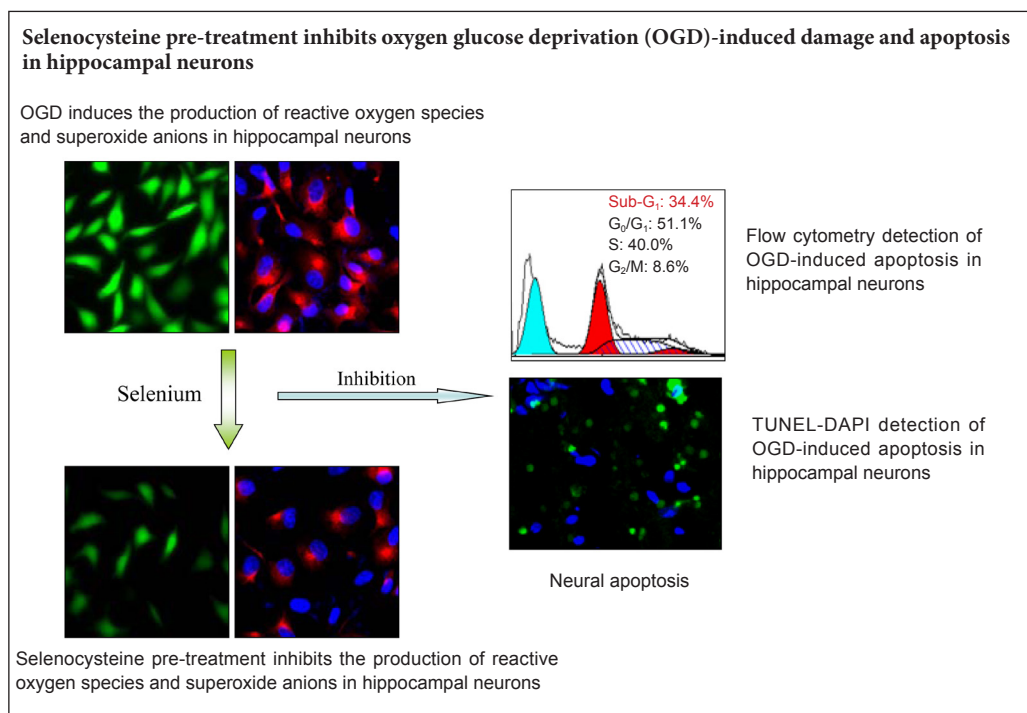 Selenocysteine pre-treatment inhibits oxygen glucose deprivation (OGD)-induced damage and apoptosis
in hippocampal neurons
OGD induces the production of reactive oxygen species
and superoxide anions in hippocampal neurons
Sub-G₁: 34.4%
G₀/G₁: 51.1%
S: 40.0%
G₂/M: 8.6%
Flow cytometry detection of
OGD-induced apoptosis in
hippocampal neurons
Selenium
Inhibition
TUNEL-DAPI detection of
OGD-induced apoptosis in
hippocampal neurons
Neural apoptosis
Selenocysteine pre-treatment inhibits the production of reactive
oxygen species and superoxide anions in hippocampal neurons